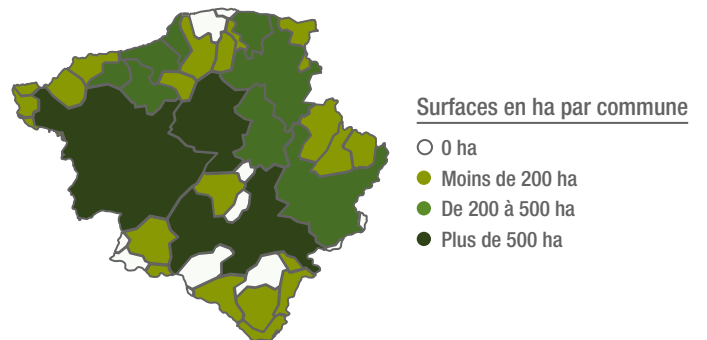 Surfaces en ha par commune
0 ha
Moins de 200 ha
De 200 à 500 ha
Plus de 500 ha